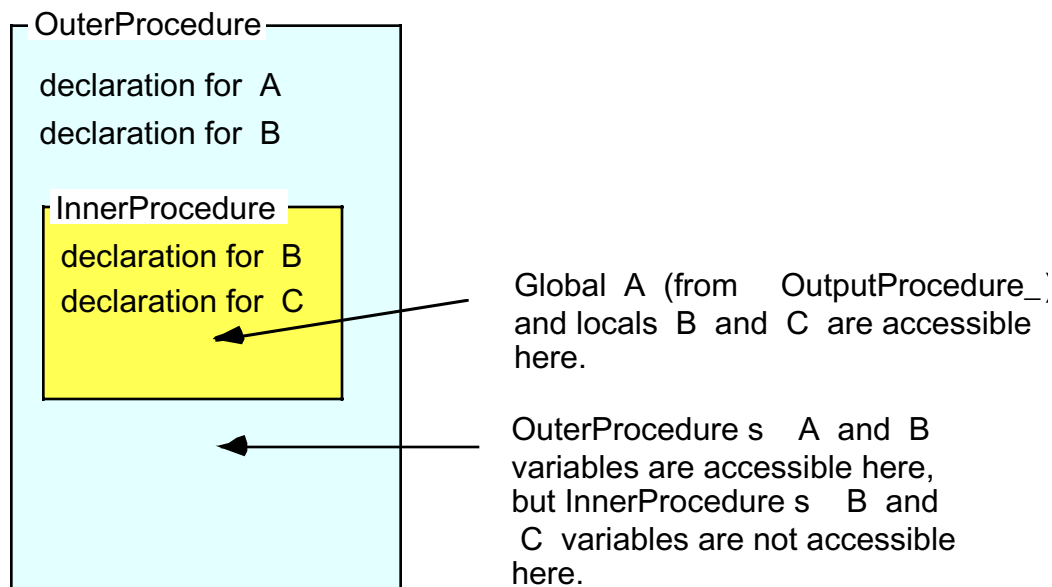 OuterProcedure
declaration for A
declaration for B
InnerProcedure
declaration for B
declaration for C
Global A (from OutputProcedure_)
and locals B and C are accessible
here.
OuterProcedure s A and B
variables are accessible here,
but InnerProcedure s B and
C variables are not accessible
here.